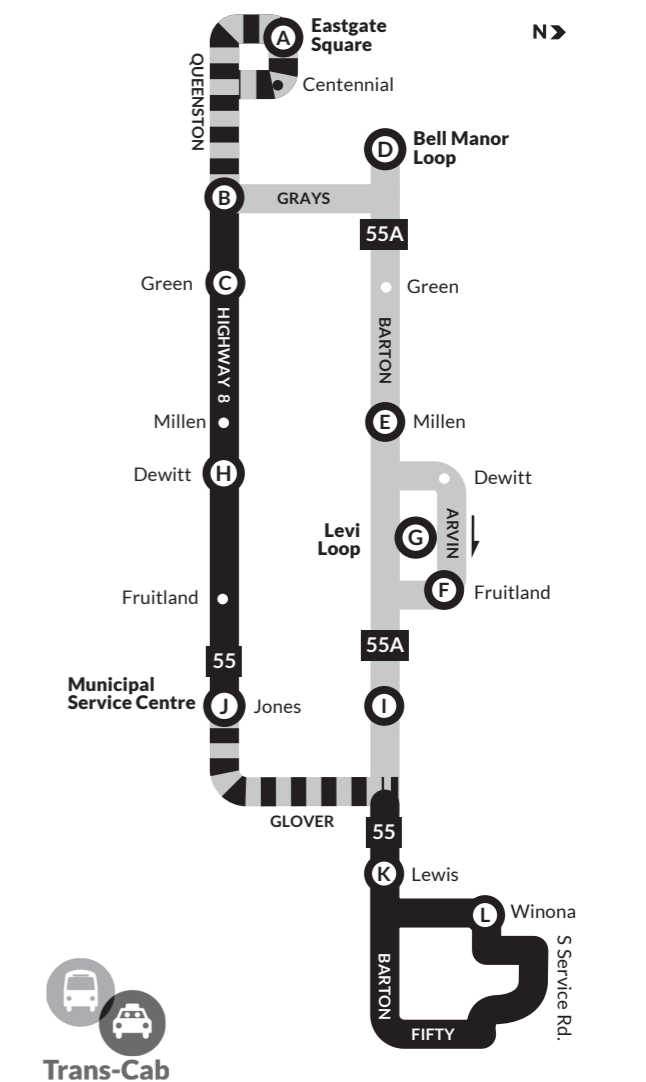 A
Eastgate
Square
N
QUEENSTON
Centennial
D
Bell Manor
Loop
B
GRAYS
55A
Green
C
Green
HIGHWAY 8
BARTON
Millen
E
Millen
Dewitt
H
Dewitt
ARVIN
Levi
Loop
G
Fruitland
F
Fruitland
55
55A
Municipal
Service Centre
J
Jones
I
GLOVER
55
K
Lewis
L
Winona
BARTON
S Service Rd.
FIFTY
Trans-Cab